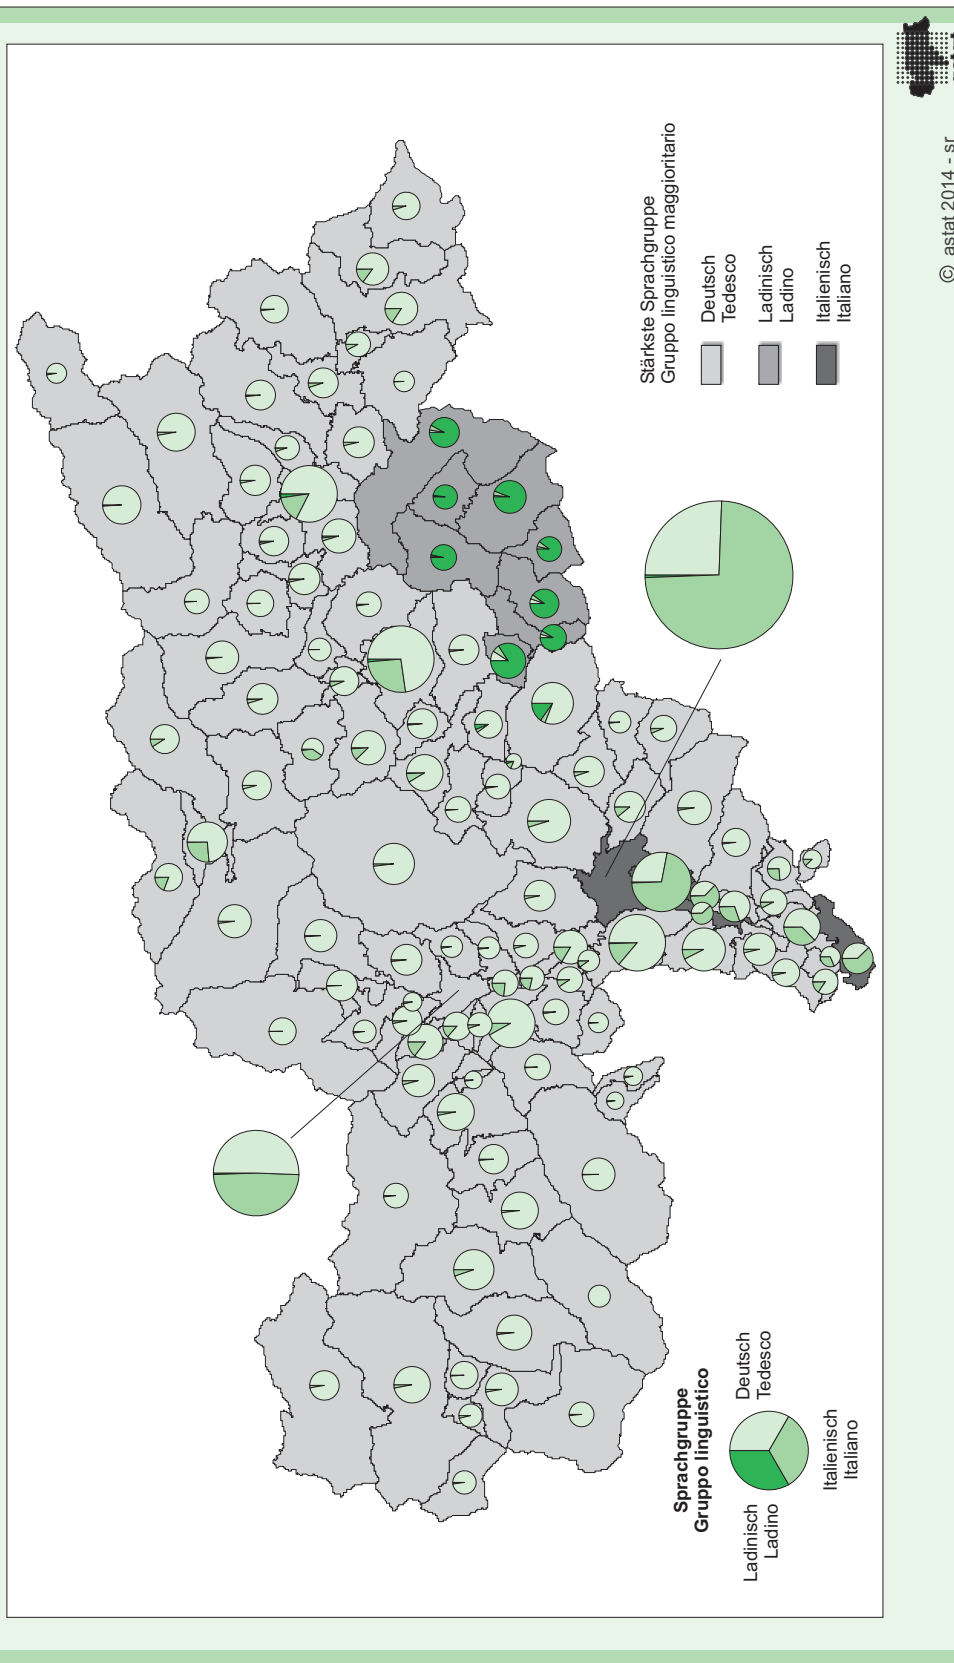 Stärkste Sprachgruppe
Gruppo linguistico maggioritario
Deutsch
Tedesco
Ladinisch
Ladino
Italienisch
Italiano
Sprachgruppe
Gruppo linguistico
Deutsch
Tedesco
Ladinisch
Ladino
Italienisch
Italiano
© astat 2014 - sr